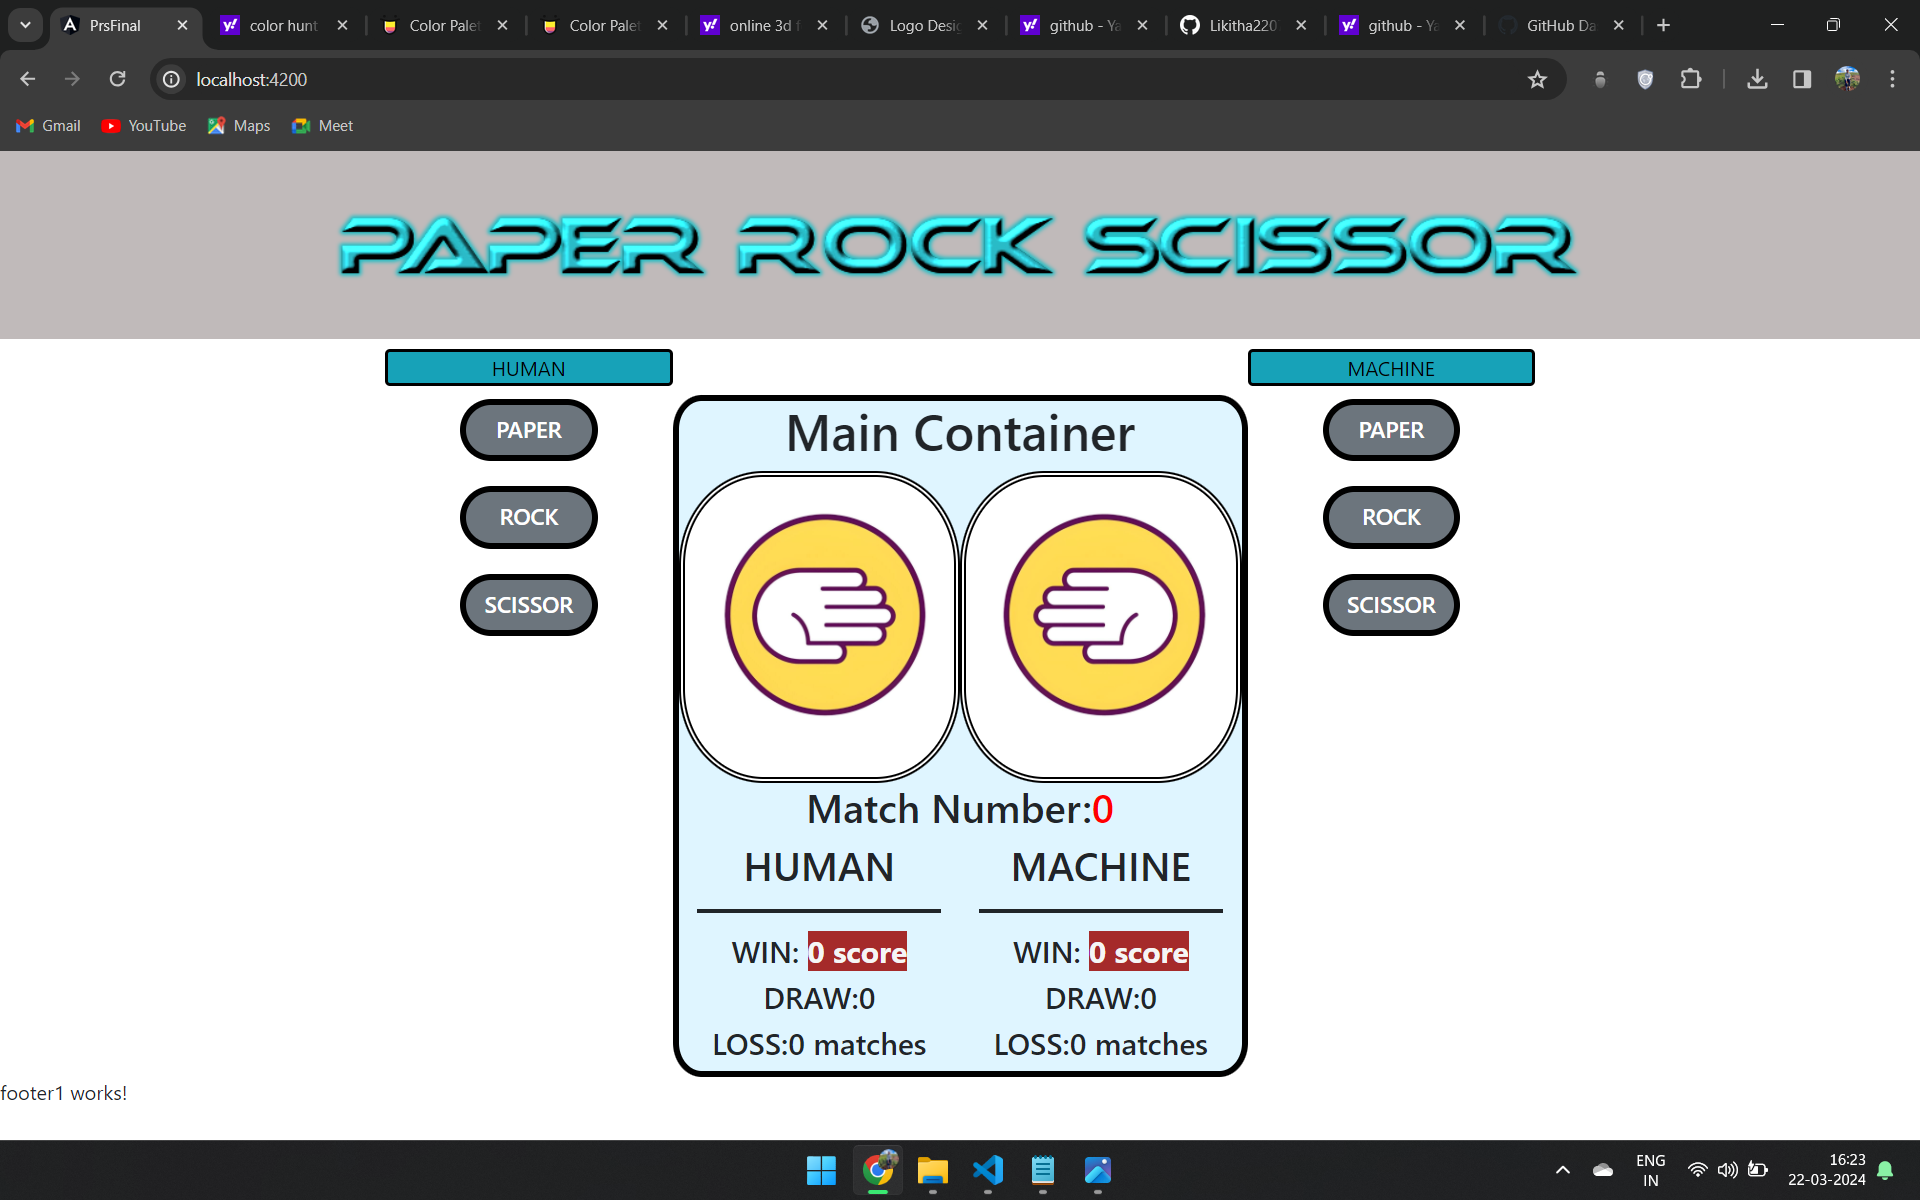 PrsFinal
color hunt
Color Palet
Color Palet
online 3d f
Logo Desig
github - Ya
Likitha220
github - Ya
GitHub Da
localhost:4200
Gmail
YouTube
Maps
Meet
PAPER ROCK SCISSOR
HUMAN
MACHINE
PAPER
ROCK
SCISSOR
Main Container
PAPER
ROCK
SCISSOR
Match Number:0
HUMAN
MACHINE
WIN: 0 score
WIN: 0 score
DRAW:0
DRAW:0
LOSS:0 matches
LOSS:0 matches
footer1 works!
ENG
IN
16:23
22-03-2024